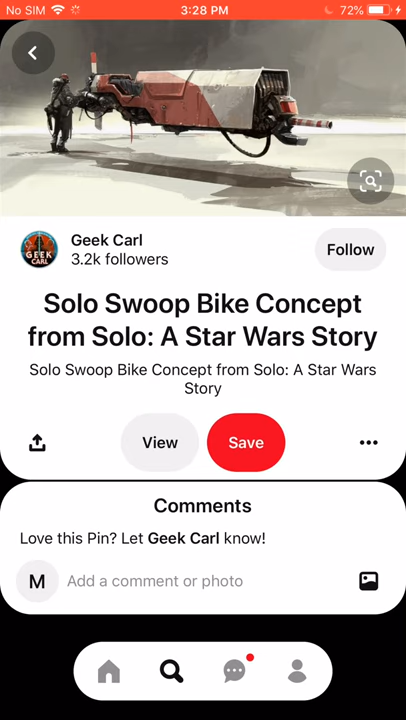 No SIM 3:28 PM 72%
GEEK
CARL
Geek Carl
3.2k followers
Follow
Solo Swoop Bike Concept
from Solo: A Star Wars Story
Solo Swoop Bike Concept from Solo: A Star Wars
Story
View
Save
Comments
Love this Pin? Let Geek Carl know!
M
Add a comment or photo